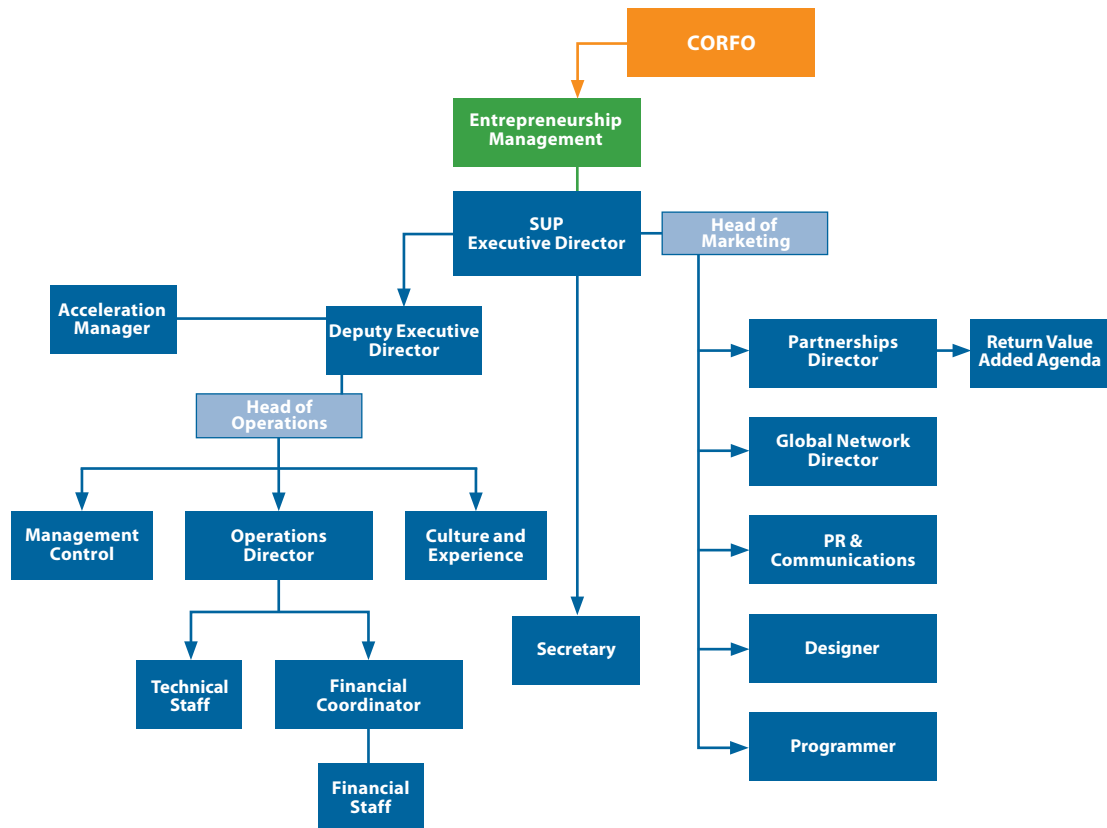 CORFO
Entrepreneurship
Management
SUP
Executive Director
Head of
Marketing
Acceleration
Manager
Deputy Executive
Director
Partnerships
Director
Return Value
Added Agenda
Head of
Operations
Global Network
Director
Management
Control
Operations
Director
Culture and
Experience
PR &
Communications
Secretary
Designer
Technical
Staff
Financial
Coordinator
Programmer
Financial
Staff